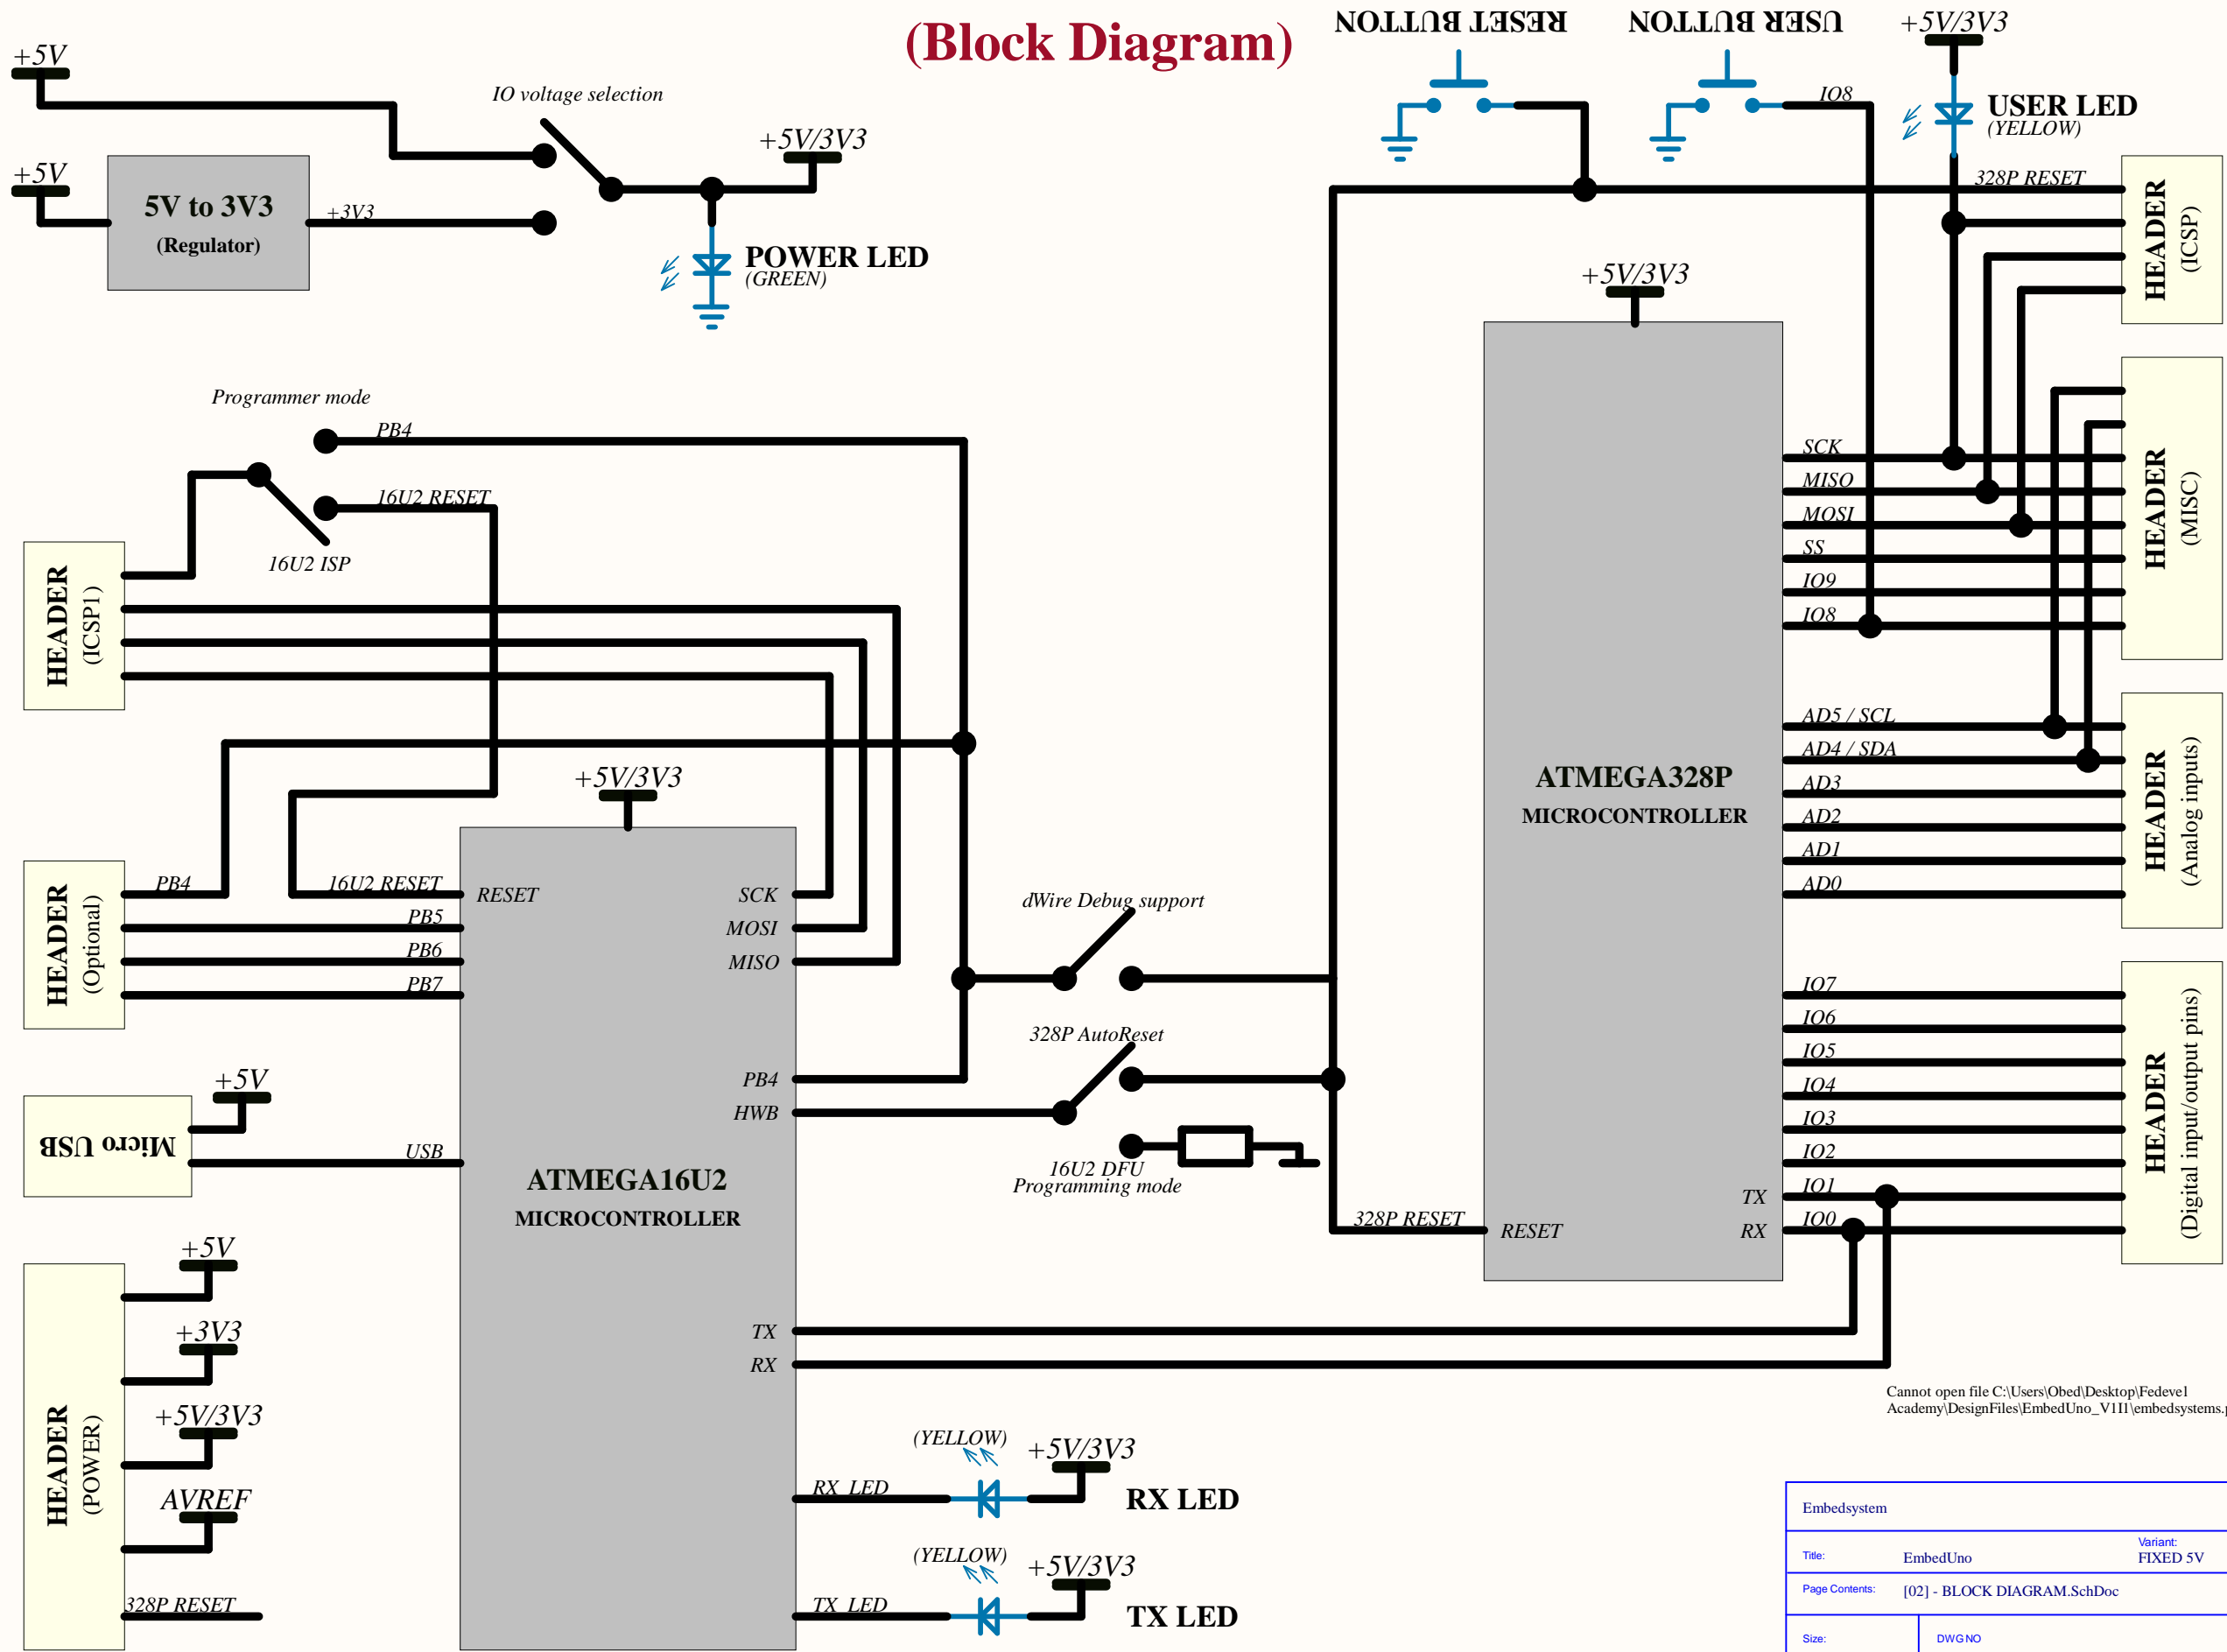 (Block Diagram)
RESET BUTTON
USER BUTTON
+5V/3V3
+5V
IO voltage selection
+5V/3V3
IO8
USER LED
(YELLOW)
+5V
5V to 3V3
(Regulator)
+3V3
POWER LED
(GREEN)
328P RESET
HEADER
(ICSP)
+5V/3V3
Programmer mode
PB4
16U2 RESET
16U2 ISP
HEADER
(ICSP1)
SCK
MISO
MOSI
SS
IO9
IO8
HEADER
(MISC)
AD5 / SCL
AD4 / SDA
AD3
AD2
AD1
AD0
HEADER
(Analog inputs)
ATMEGA328P
MICROCONTROLLER
+5V/3V3
HEADER
(Optional)
PB4
16U2 RESET
PB5
PB6
PB7
RESET
SCK
MOSI
MISO
PB4
HWB
dWire Debug support
328P AutoReset
16U2 DFU
Programming mode
IO7
IO6
IO5
IO4
IO3
IO2
IO1
IO0
TX
RX
HEADER
(Digital input/output pins)
328P RESET
RESET
Micro USB
+5V
USB
ATMEGA16U2
MICROCONTROLLER
TX
RX
HEADER
(POWER)
+5V
+3V3
+5V/3V3
AVREF
328P RESET
RX LED
(YELLOW)
+5V/3V3
RX LED
TX LED
(YELLOW)
+5V/3V3
TX LED
Cannot open file C:\Users\Obed\Desktop\Fedevel
Academy\DesignFiles\EmbedUno_V1I1\embedsystems.p
Embedsystem
Title: EmbedUno
Variant:
FIXED 5V
Page Contents: [02] - BLOCK DIAGRAM.SchDoc
Size: DWG NO